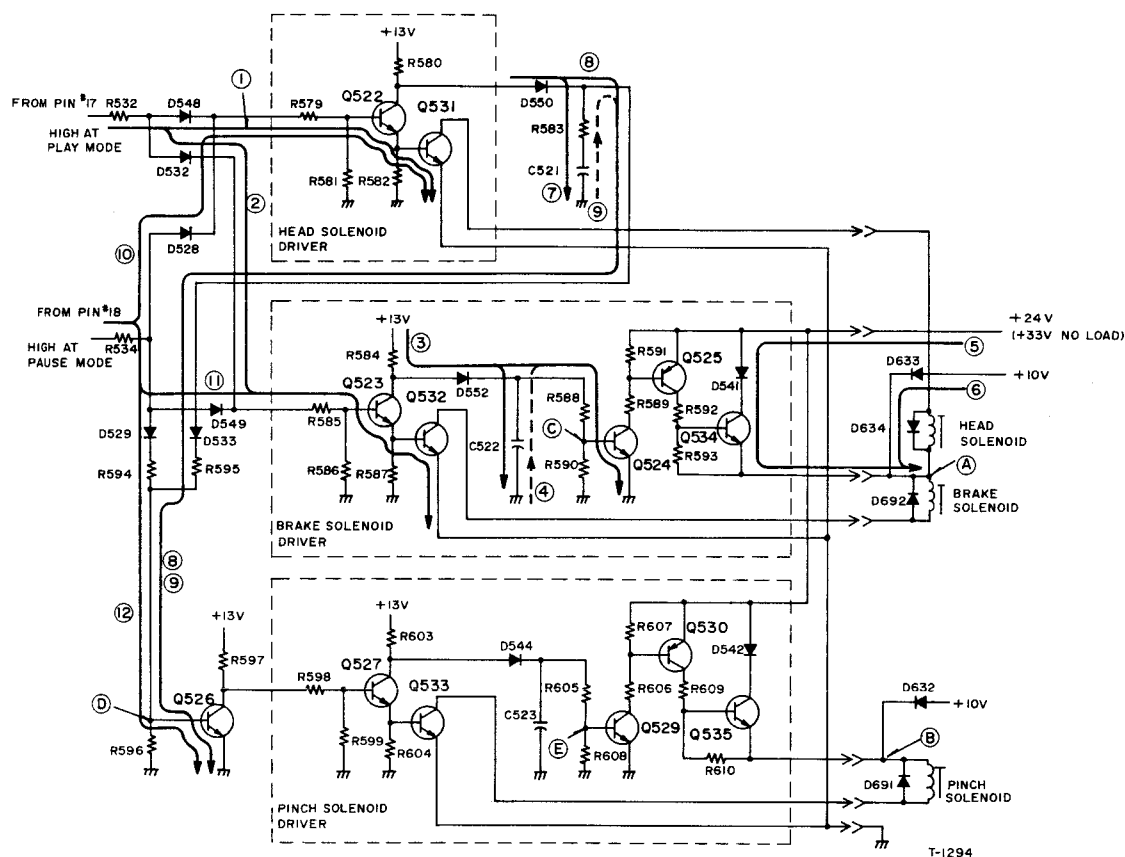 +13V
R580
⑧
①
FROM PIN #17
R532
D548
R579
Q522
Q531
D550
HIGH AT
PLAY MODE
R583
D532
R581
R582
C521
②
⑦
⑨
D528
HEAD SOLENOID
DRIVER
⑩
FROM PIN #18
R534
HIGH AT
PAUSE MODE
+13V
③
+24V
(+33V NO LOAD)
R584
R591
Q525
⑤
D633
+10V
⑪
Q523
Q532
D552
D541
⑥
D549
R585
R588
R589
R592
D634
HEAD
SOLENOID
D529
D533
C522
Ⓒ
Q534
R594
R595
R586
R587
R590
Q524
R593
Ⓐ
④
D692
BRAKE
SOLENOID
BRAKE SOLENOID
DRIVER
⑧
⑨
⑫
+13V
+13V
R603
R607
Q530
R597
R598
Q527
Q533
D544
D542
Q526
R605
R606
R609
D632
+10V
Ⓓ
C523
Ⓔ
Q529
Q535
R596
R599
R604
R608
R610
Ⓑ
D691
PINCH
SOLENOID
PINCH SOLENOID
DRIVER
T-1294